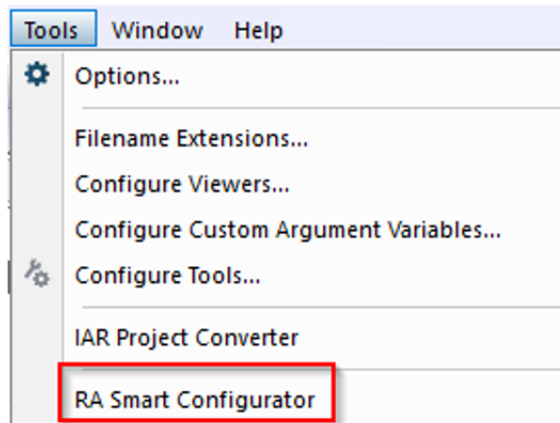 Tools Window Help
Options...
Filename Extensions...
Configure Viewers...
Configure Custom Argument Variables...
Configure Tools...
IAR Project Converter
RA Smart Configurator